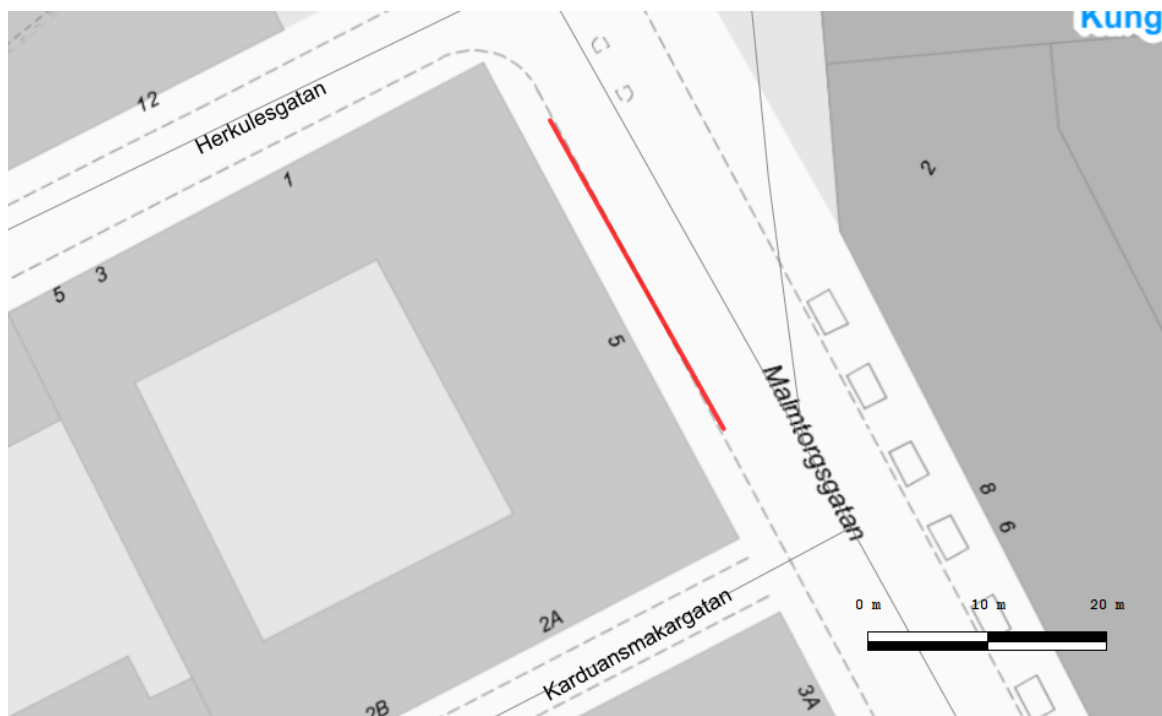 Kung
12
Herkulesgatan
1
2
3
5
5
Malmtorgsgatan
8
6
0 m 10 m 20 m
2A
Karduansmakargatan
3A
2B